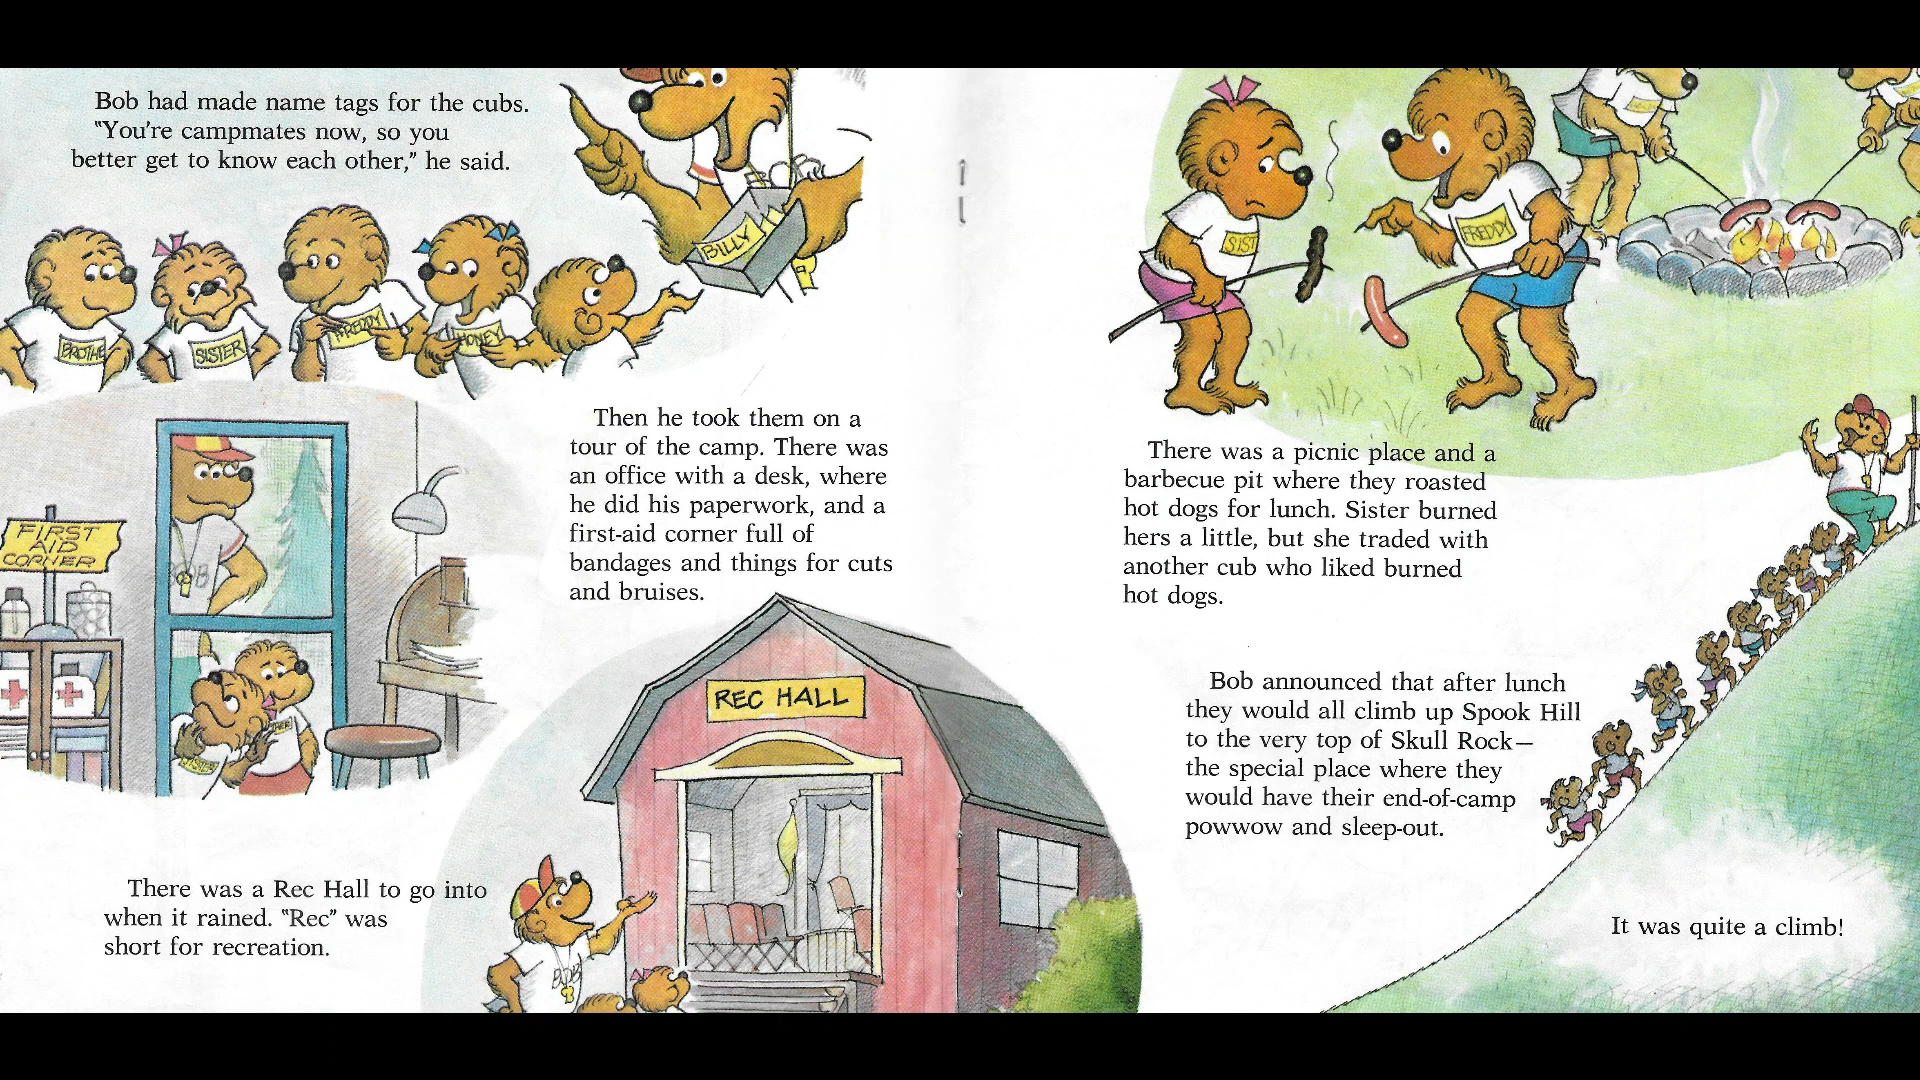 Bob had made name tags for the cubs.
"You're campmates now, so you
better get to know each other," he said.
BILLY
BROTHE
SISTER
FREDDY
HONEY
Then he took them on a
tour of the camp. There was
an office with a desk, where
he did his paperwork, and a
first-aid corner full of
bandages and things for cuts
and bruises.
FIRST
AID
CORNER
REC HALL
There was a Rec Hall to go into
when it rained. "Rec" was
short for recreation.
BOB
SIST
FREDDY
There was a picnic place and a
barbecue pit where they roasted
hot dogs for lunch. Sister burned
hers a little, but she traded with
another cub who liked burned
hot dogs.
Bob announced that after lunch
they would all climb up Spook Hill
to the very top of Skull Rock—
the special place where they
would have their end-of-camp
powwow and sleep-out.
It was quite a climb!